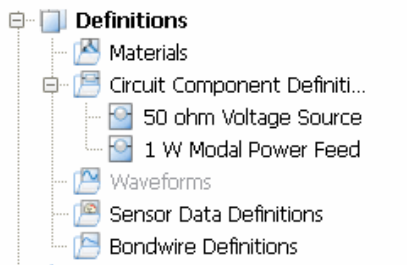 Definitions
Materials
Circuit Component Definiti...
50 ohm Voltage Source
1 W Modal Power Feed
Waveforms
Sensor Data Definitions
Bondwire Definitions